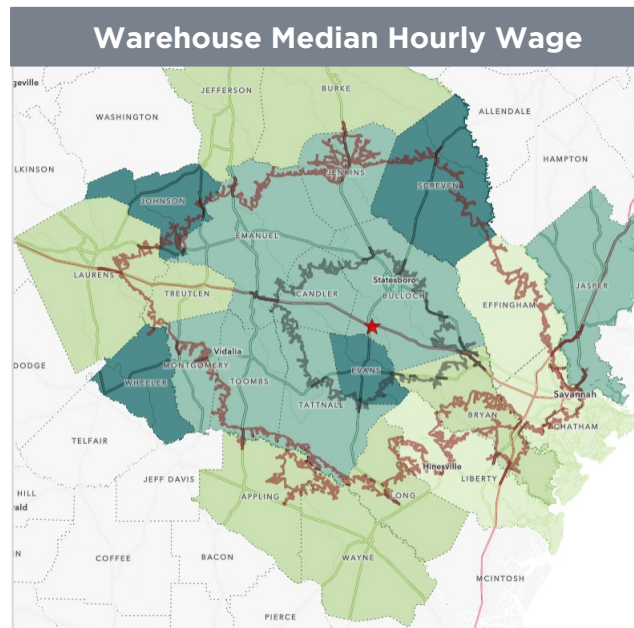 Warehouse Median Hourly Wage
geville
JEFFERSON
BURKE
WASHINGTON
ALLENDALE
HAMPTON
LKINSON
JENKINS
SCREVEN
JOHNSON
EMANUEL
LAURENS
Statesboro
JASPER
TREUTLEN
CANDLER
BULLOCH
EFFINGHAM
DODGE
Vidalia
MONTGOMERY
EVANS
WHEELER
TOOMBS
Savannah
TATTNALL
BRYAN
CHATHAM
TELFAIR
Hinesville
JEFF DAVIS
LIBERTY
HILL
APPLING
LONG
rald
IN
COFFEE
BACON
WAYNE
MCINTOSH
PIERCE